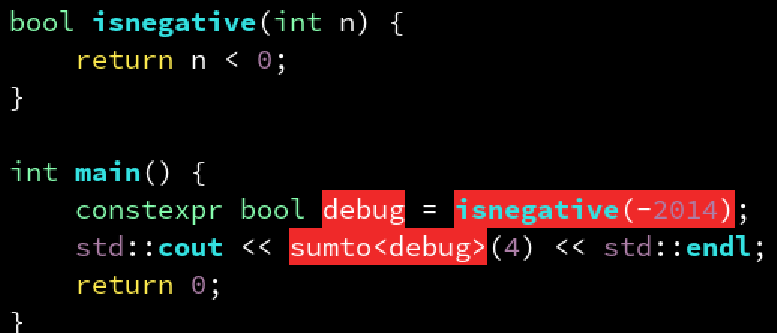 bool isnegative(int n) {
    return n < 0;
}

int main() {
    constexpr bool debug = isnegative(-2014);
    std::cout << sumto<debug>(4) << std::endl;
    return 0;
}